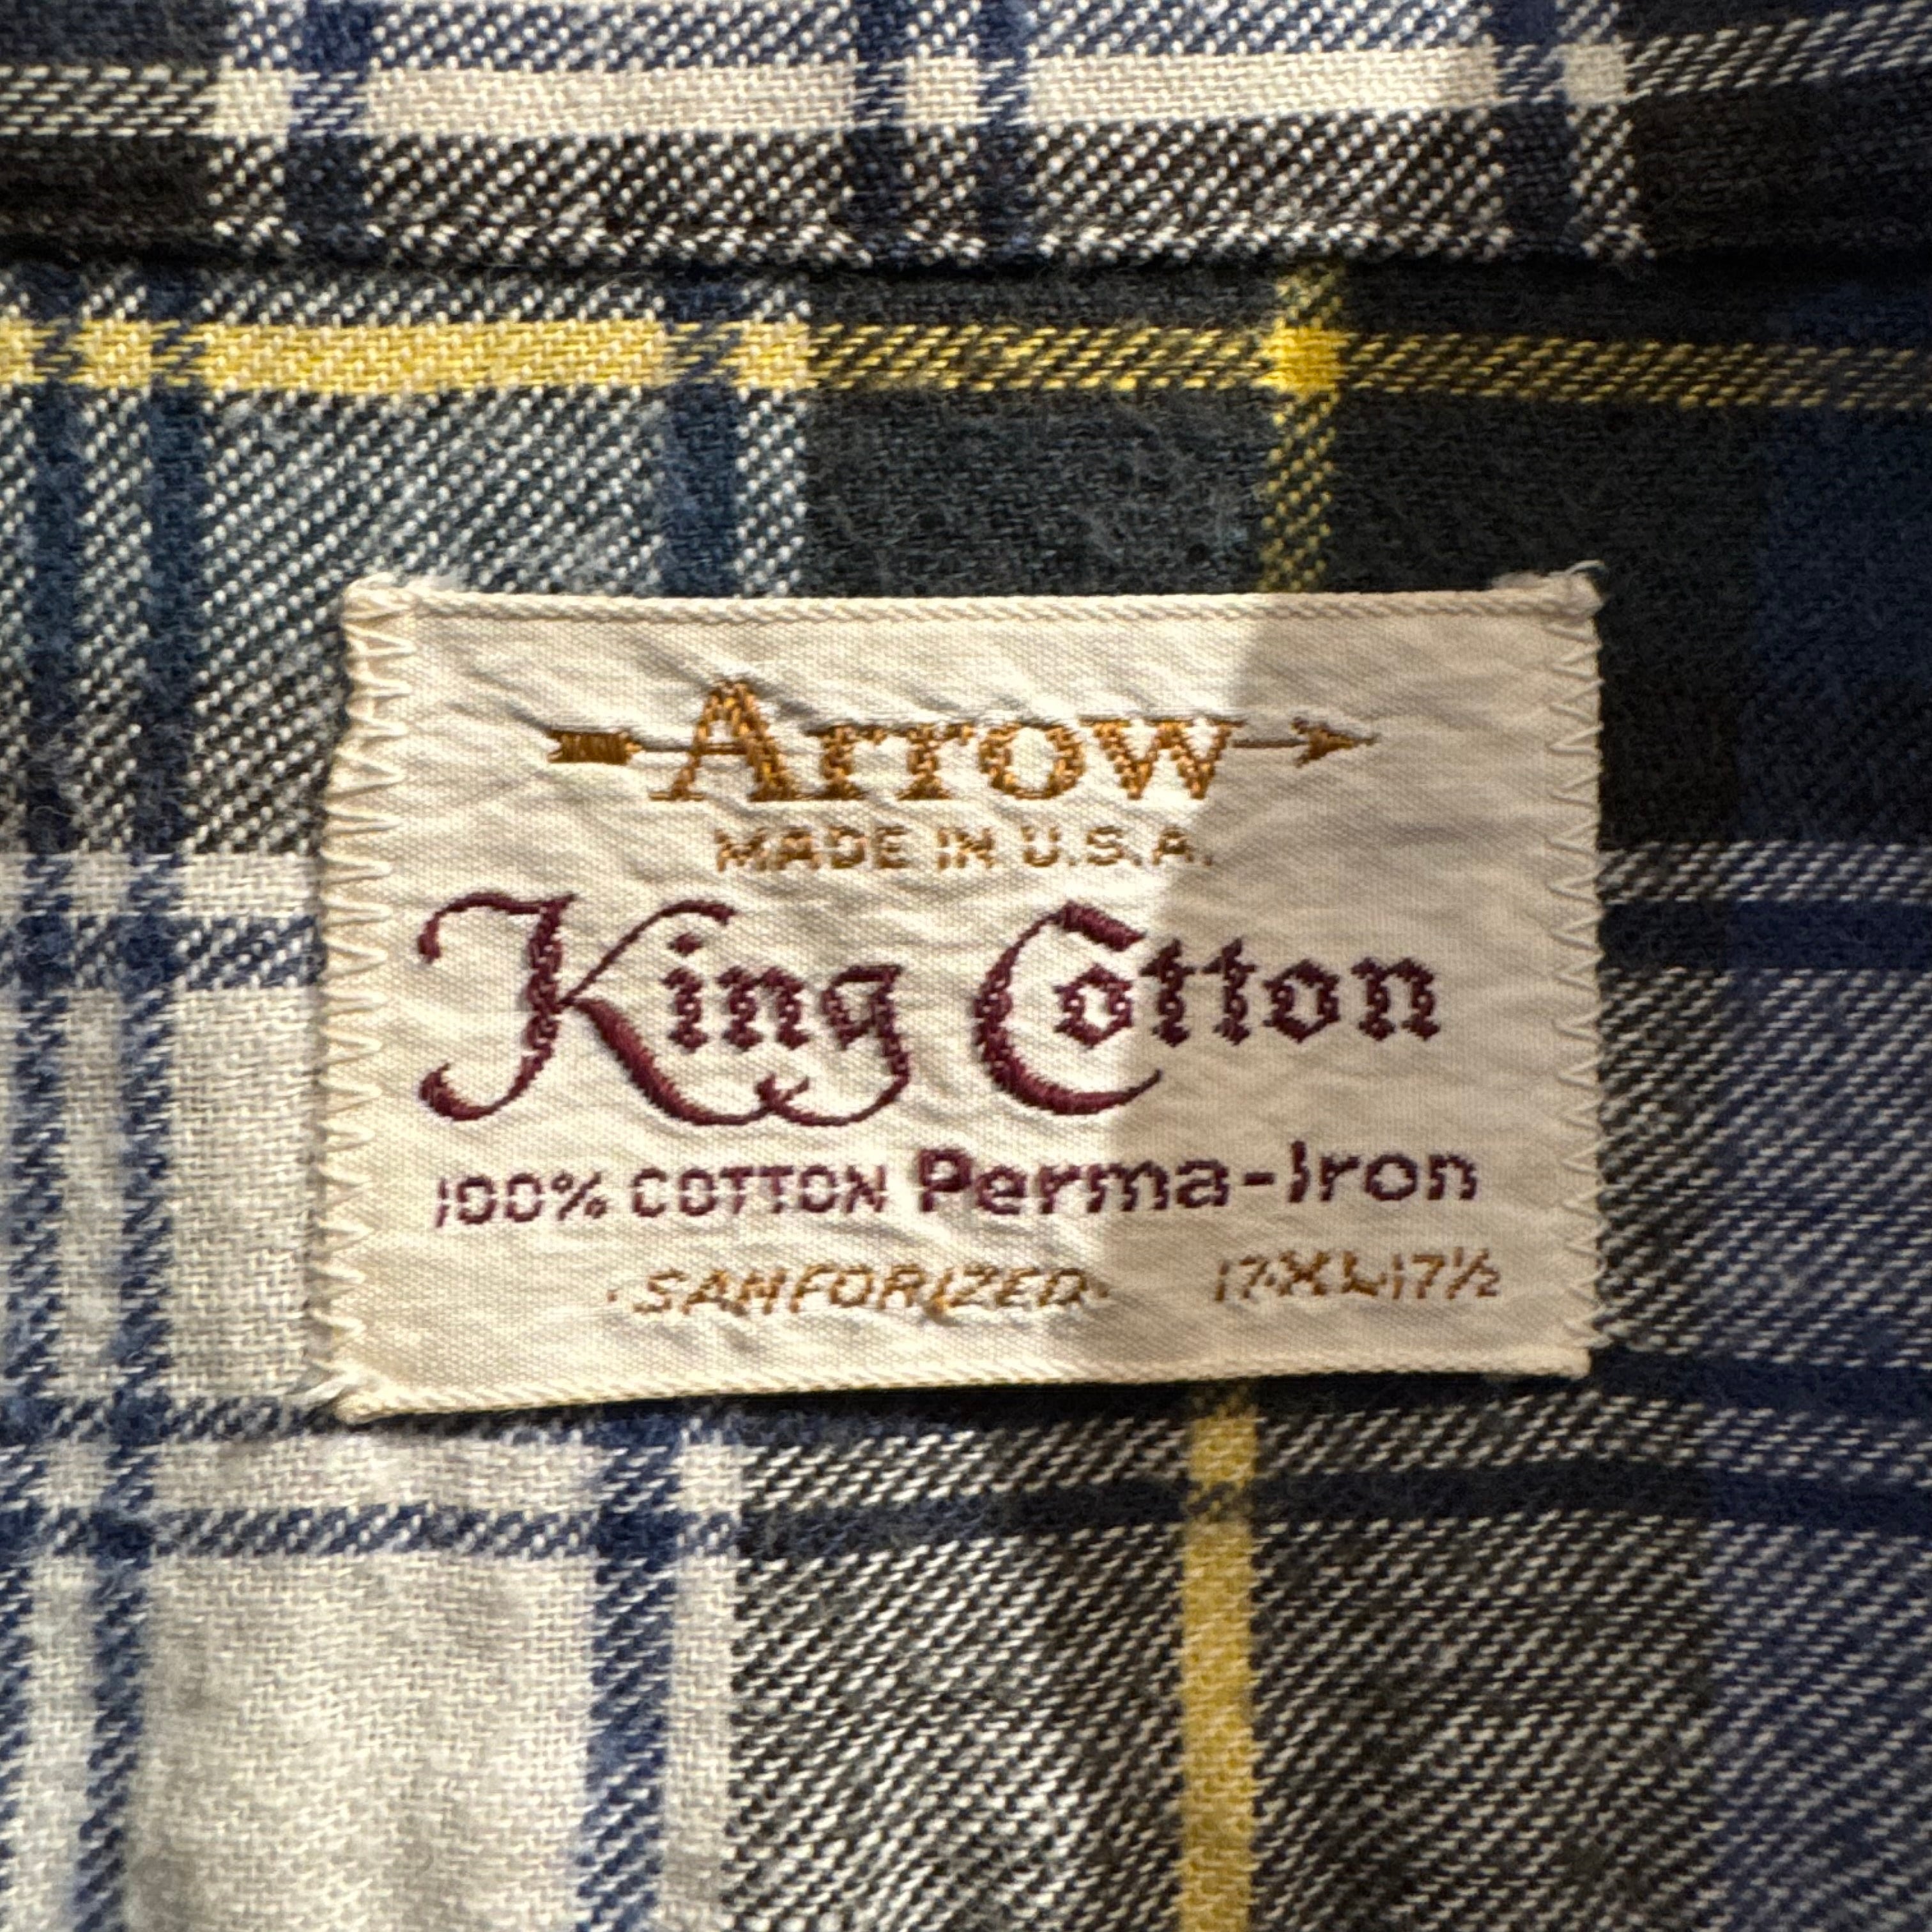 Arrow
MADE IN U.S.A.
King Cotton
100% COTTON Perma-Iron
·SANFORIZED· 17·XL·17½